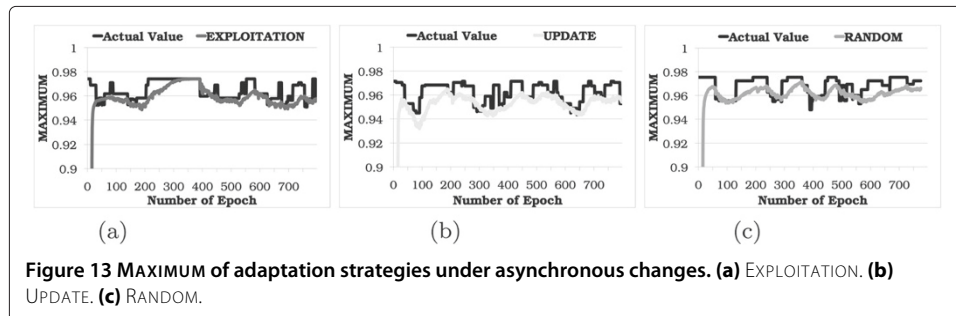 Actual Value EXPLOITATION
1
0.98
0.96
0.94
0.92
0.9
MAXIMUM
0 100 200 300 400 500 600 700
Number of Epoch
(a)
Actual Value UPDATE
1
0.98
0.96
0.94
0.92
0.9
MAXIMUM
0 100 200 300 400 500 600 700
Number of Epoch
(b)
Actual Value RANDOM
1
0.98
0.96
0.94
0.92
0.9
MAXIMUM
0 100 200 300 400 500 600 700
Number of Epoch
(c)
Figure 13 MAXIMUM of adaptation strategies under asynchronous changes. (a) EXPLOITATION. (b)
UPDATE. (c) RANDOM.